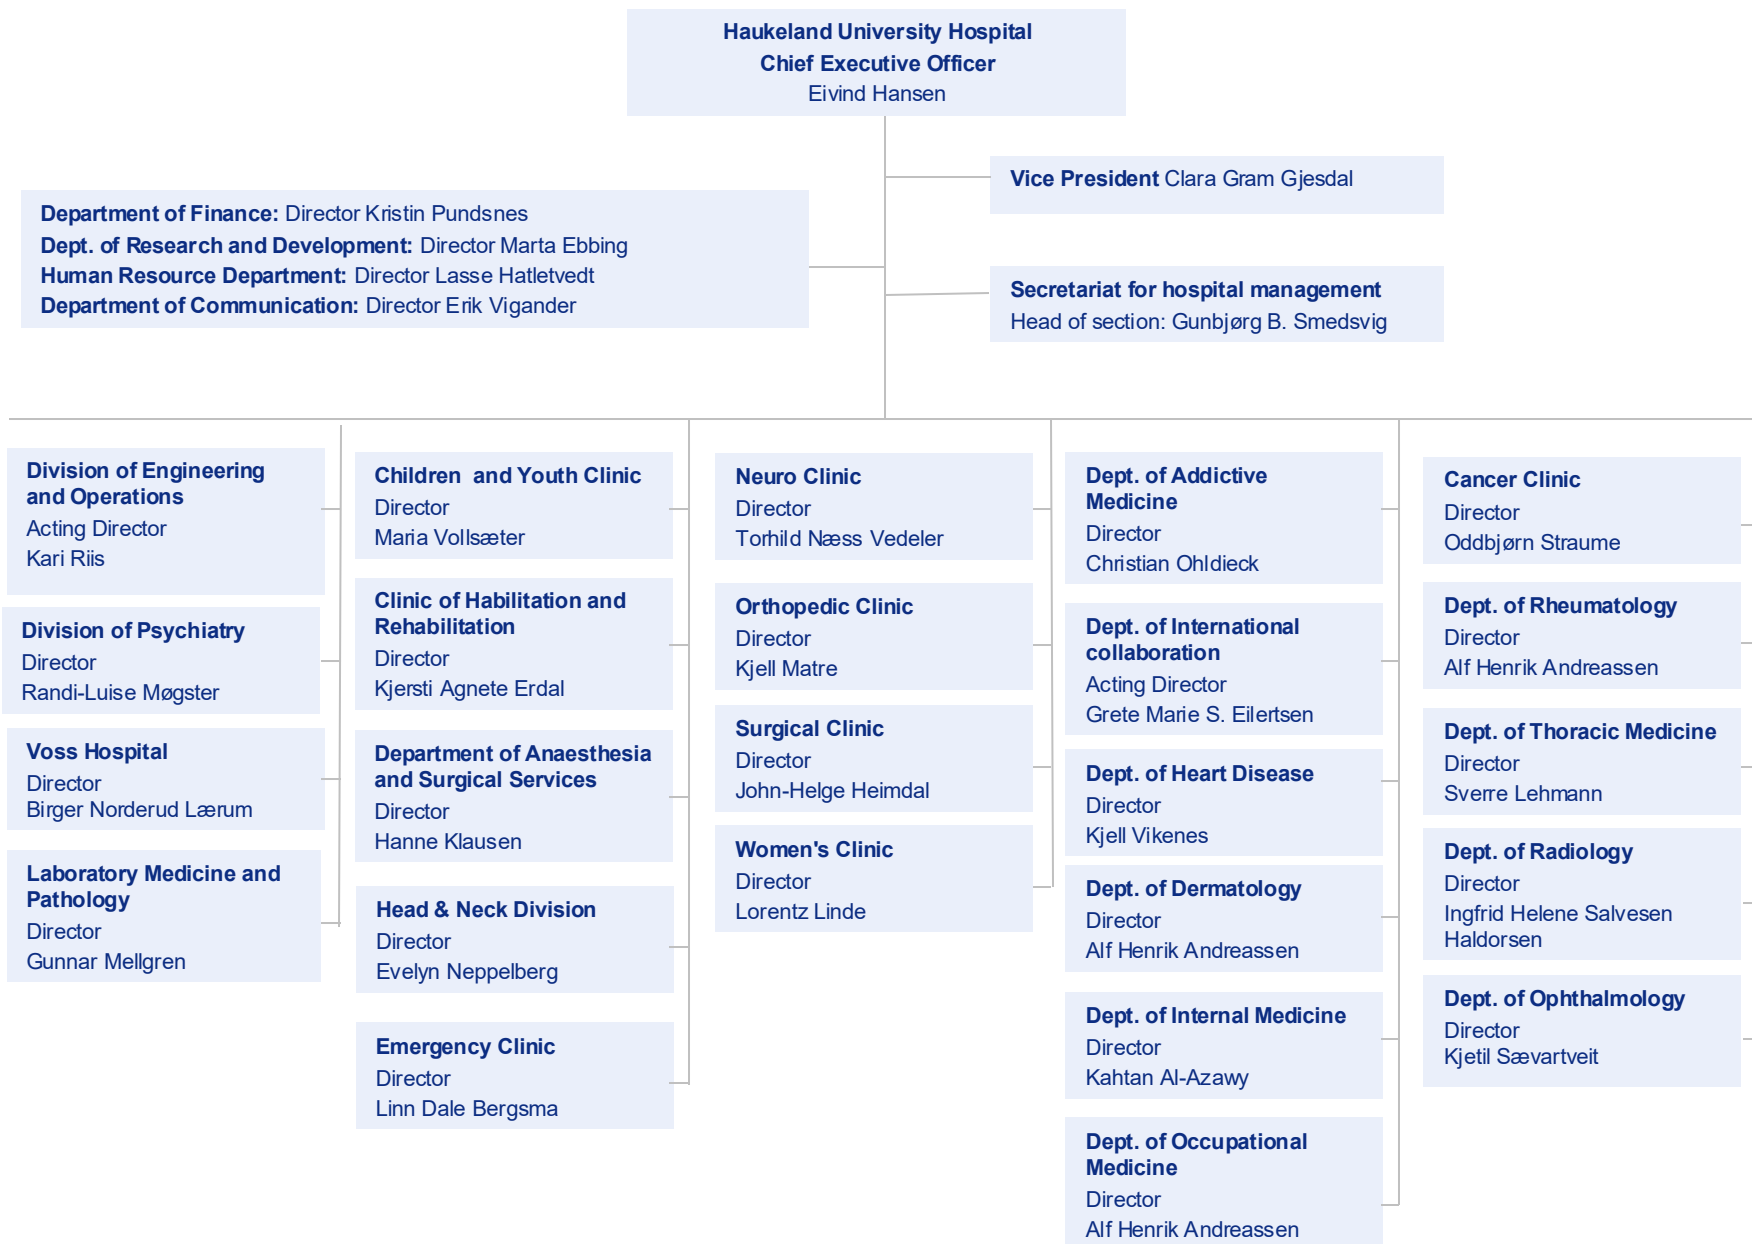 Haukeland University Hospital
Chief Executive Officer
Eivind Hansen
Vice President Clara Gram Gjesdal
Department of Finance: Director Kristin Pundsnes
Dept. of Research and Development: Director Marta Ebbing
Human Resource Department: Director Lasse Hatletvedt
Department of Communication: Director Erik Vigander
Secretariat for hospital management
Head of section: Gunbjørg B. Smedsvig
Division of Engineering
and Operations
Acting Director
Kari Riis
Division of Psychiatry
Director
Randi-Luise Møgster
Voss Hospital
Director
Birger Norderud Lærum
Laboratory Medicine and
Pathology
Director
Gunnar Mellgren
Children  and Youth Clinic
Director
Maria Vollsæter
Clinic of Habilitation and
Rehabilitation
Director
Kjersti Agnete Erdal
Department of Anaesthesia
and Surgical Services
Director
Hanne Klausen
Head & Neck Division
Director
Evelyn Neppelberg
Emergency Clinic
Director
Linn Dale Bergsma
Neuro Clinic
Director
Torhild Næss Vedeler
Orthopedic Clinic
Director
Kjell Matre
Surgical Clinic
Director
John-Helge Heimdal
Women's Clinic
Director
Lorentz Linde
Dept. of Addictive
Medicine
Director
Christian Ohldieck
Dept. of International
collaboration
Acting Director
Grete Marie S. Eilertsen
Dept. of Heart Disease
Director
Kjell Vikenes
Dept. of Dermatology
Director
Alf Henrik Andreassen
Dept. of Internal Medicine
Director
Kahtan Al-Azawy
Dept. of Occupational
Medicine
Director
Alf Henrik Andreassen
Cancer Clinic
Director
Oddbjørn Straume
Dept. of Rheumatology
Director
Alf Henrik Andreassen
Dept. of Thoracic Medicine
Director
Sverre Lehmann
Dept. of Radiology
Director
Ingfrid Helene Salvesen
Haldorsen
Dept. of Ophthalmology
Director
Kjetil Sævartveit